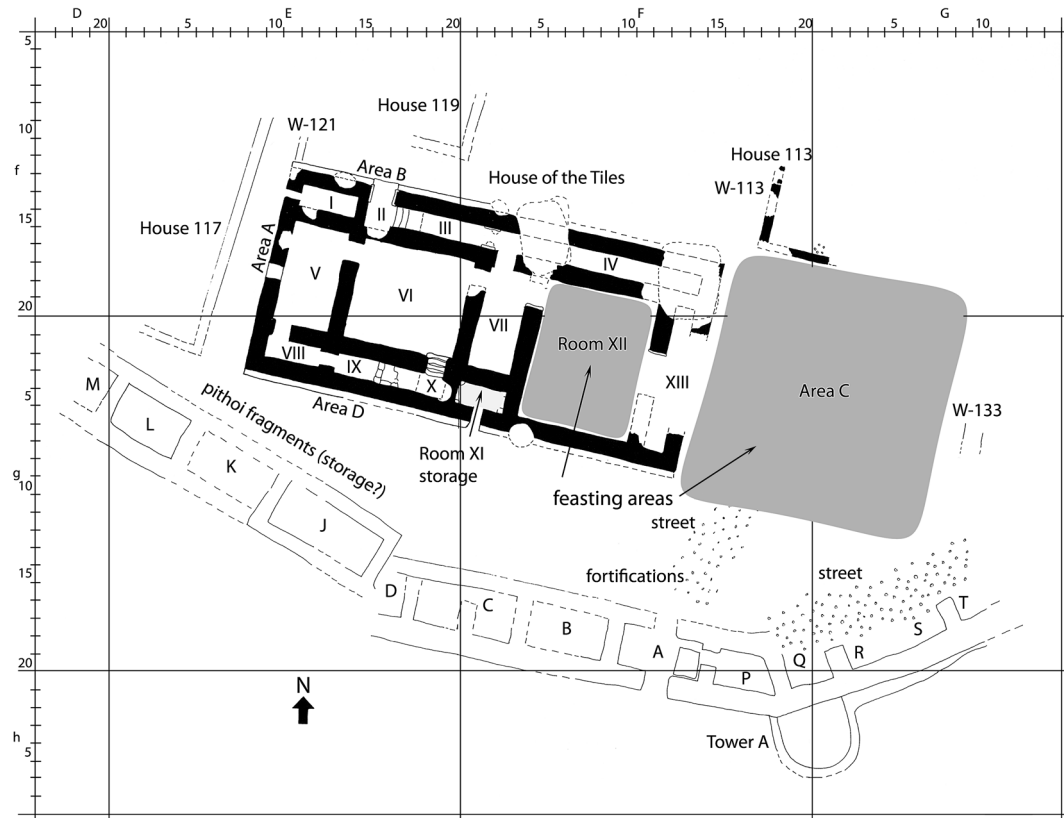 D E F G
20 5 10 15 20 5 10 15 20 5 10
5
House 119
10
W-121
House 113
f
Area B
House of the Tiles
W-113
I
15
II
House 117
III
Area A
IV
V
VI
20
VII
Room XII
VIII
IX
XIII
M
X
5
Area C
Area D
pithoi fragments (storage?)
L
W-133
Room XI
storage
K
g
10
feasting areas
street
J
15
fortifications
street
D
C
T
B
S
A
Q
R
20
P
N
h
Tower A
5